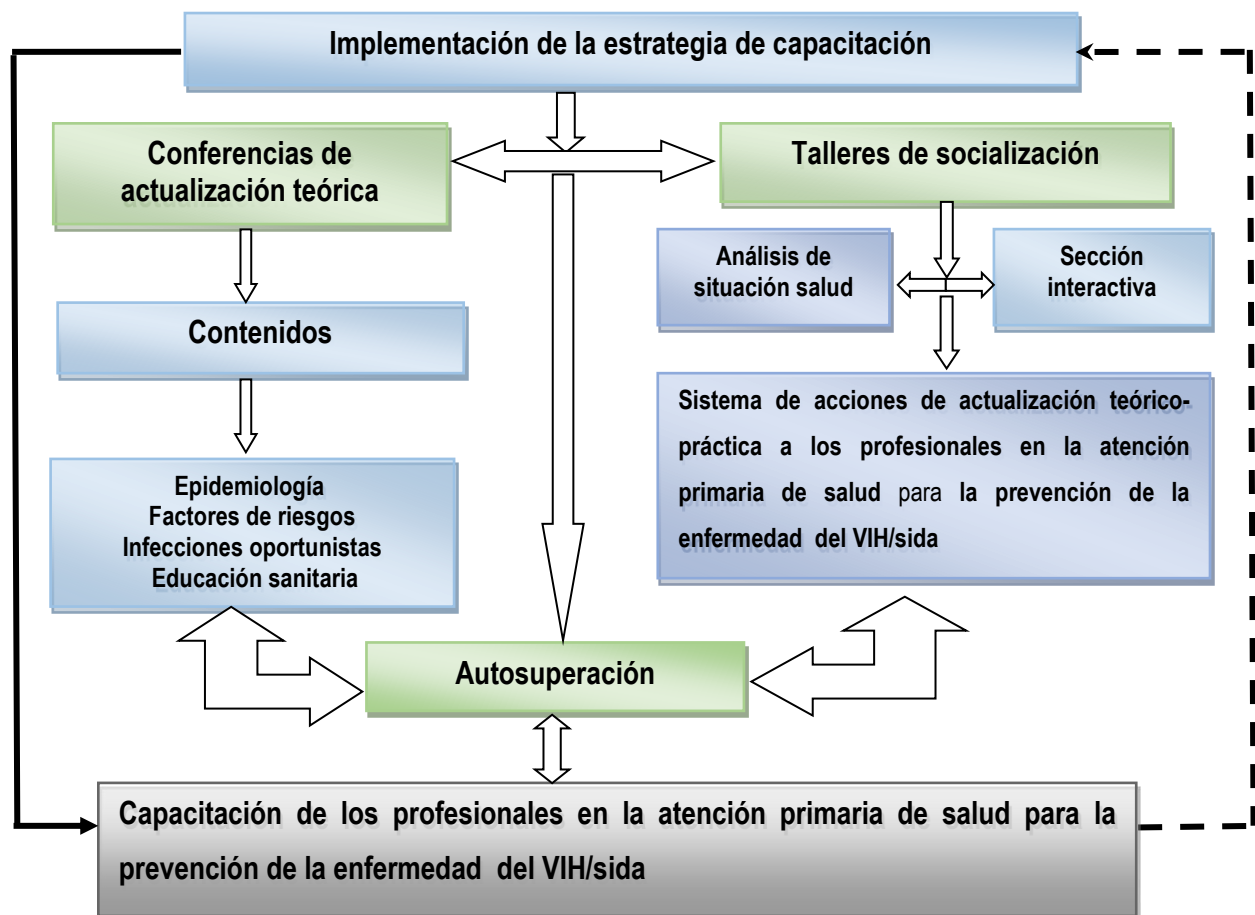 Implementación de la estrategia de capacitación
Conferencias de
actualización teórica
Talleres de socialización
Análisis de
situación salud
Sección
interactiva
Contenidos
Sistema de acciones de actualización teórico-
práctica a los profesionales en la atención
primaria de salud para la prevención de la
enfermedad del VIH/sida
Epidemiología
Factores de riesgos
Infecciones oportunistas
Educación sanitaria
Autosuperación
Capacitación de los profesionales en la atención primaria de salud para la
prevención de la enfermedad del VIH/sida